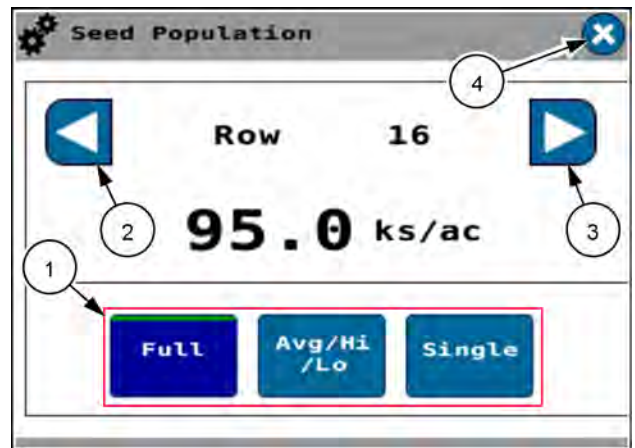 Seed Population
4
Row 16
2
3
95.0 ks/ac
1
Full
Avg/Hi
/Lo
Single